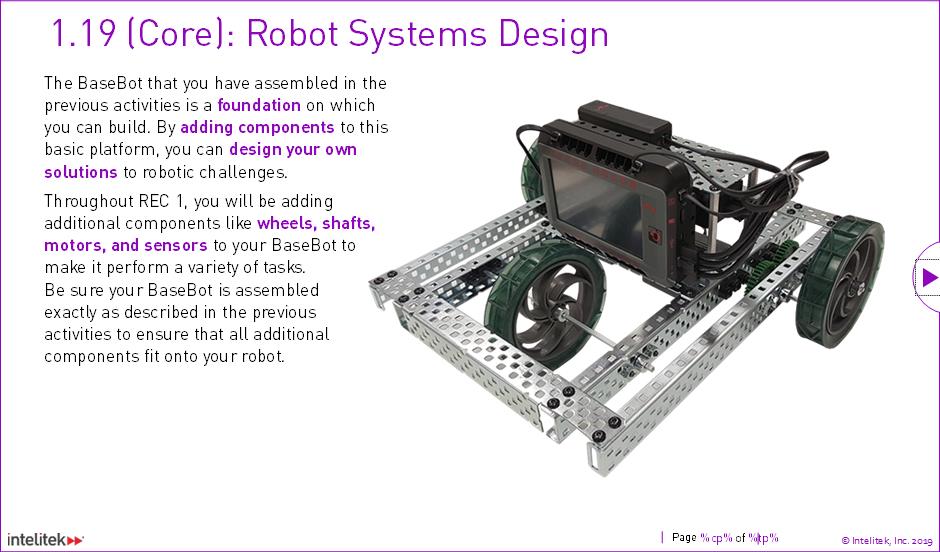 1.19 (Core): Robot Systems Design
The BaseBot that you have assembled in the
previous activities is a foundation on which
you can build. By adding components to this
basic platform, you can design your own
solutions to robotic challenges.
Throughout REC 1, you will be adding
additional components like wheels, shafts,
motors, and sensors to your BaseBot to
make it perform a variety of tasks.
Be sure your BaseBot is assembled
exactly as described in the previous
activities to ensure that all additional
components fit onto your robot.
intelitek
Page %cp% of %tp%
© Intelitek, Inc. 2019